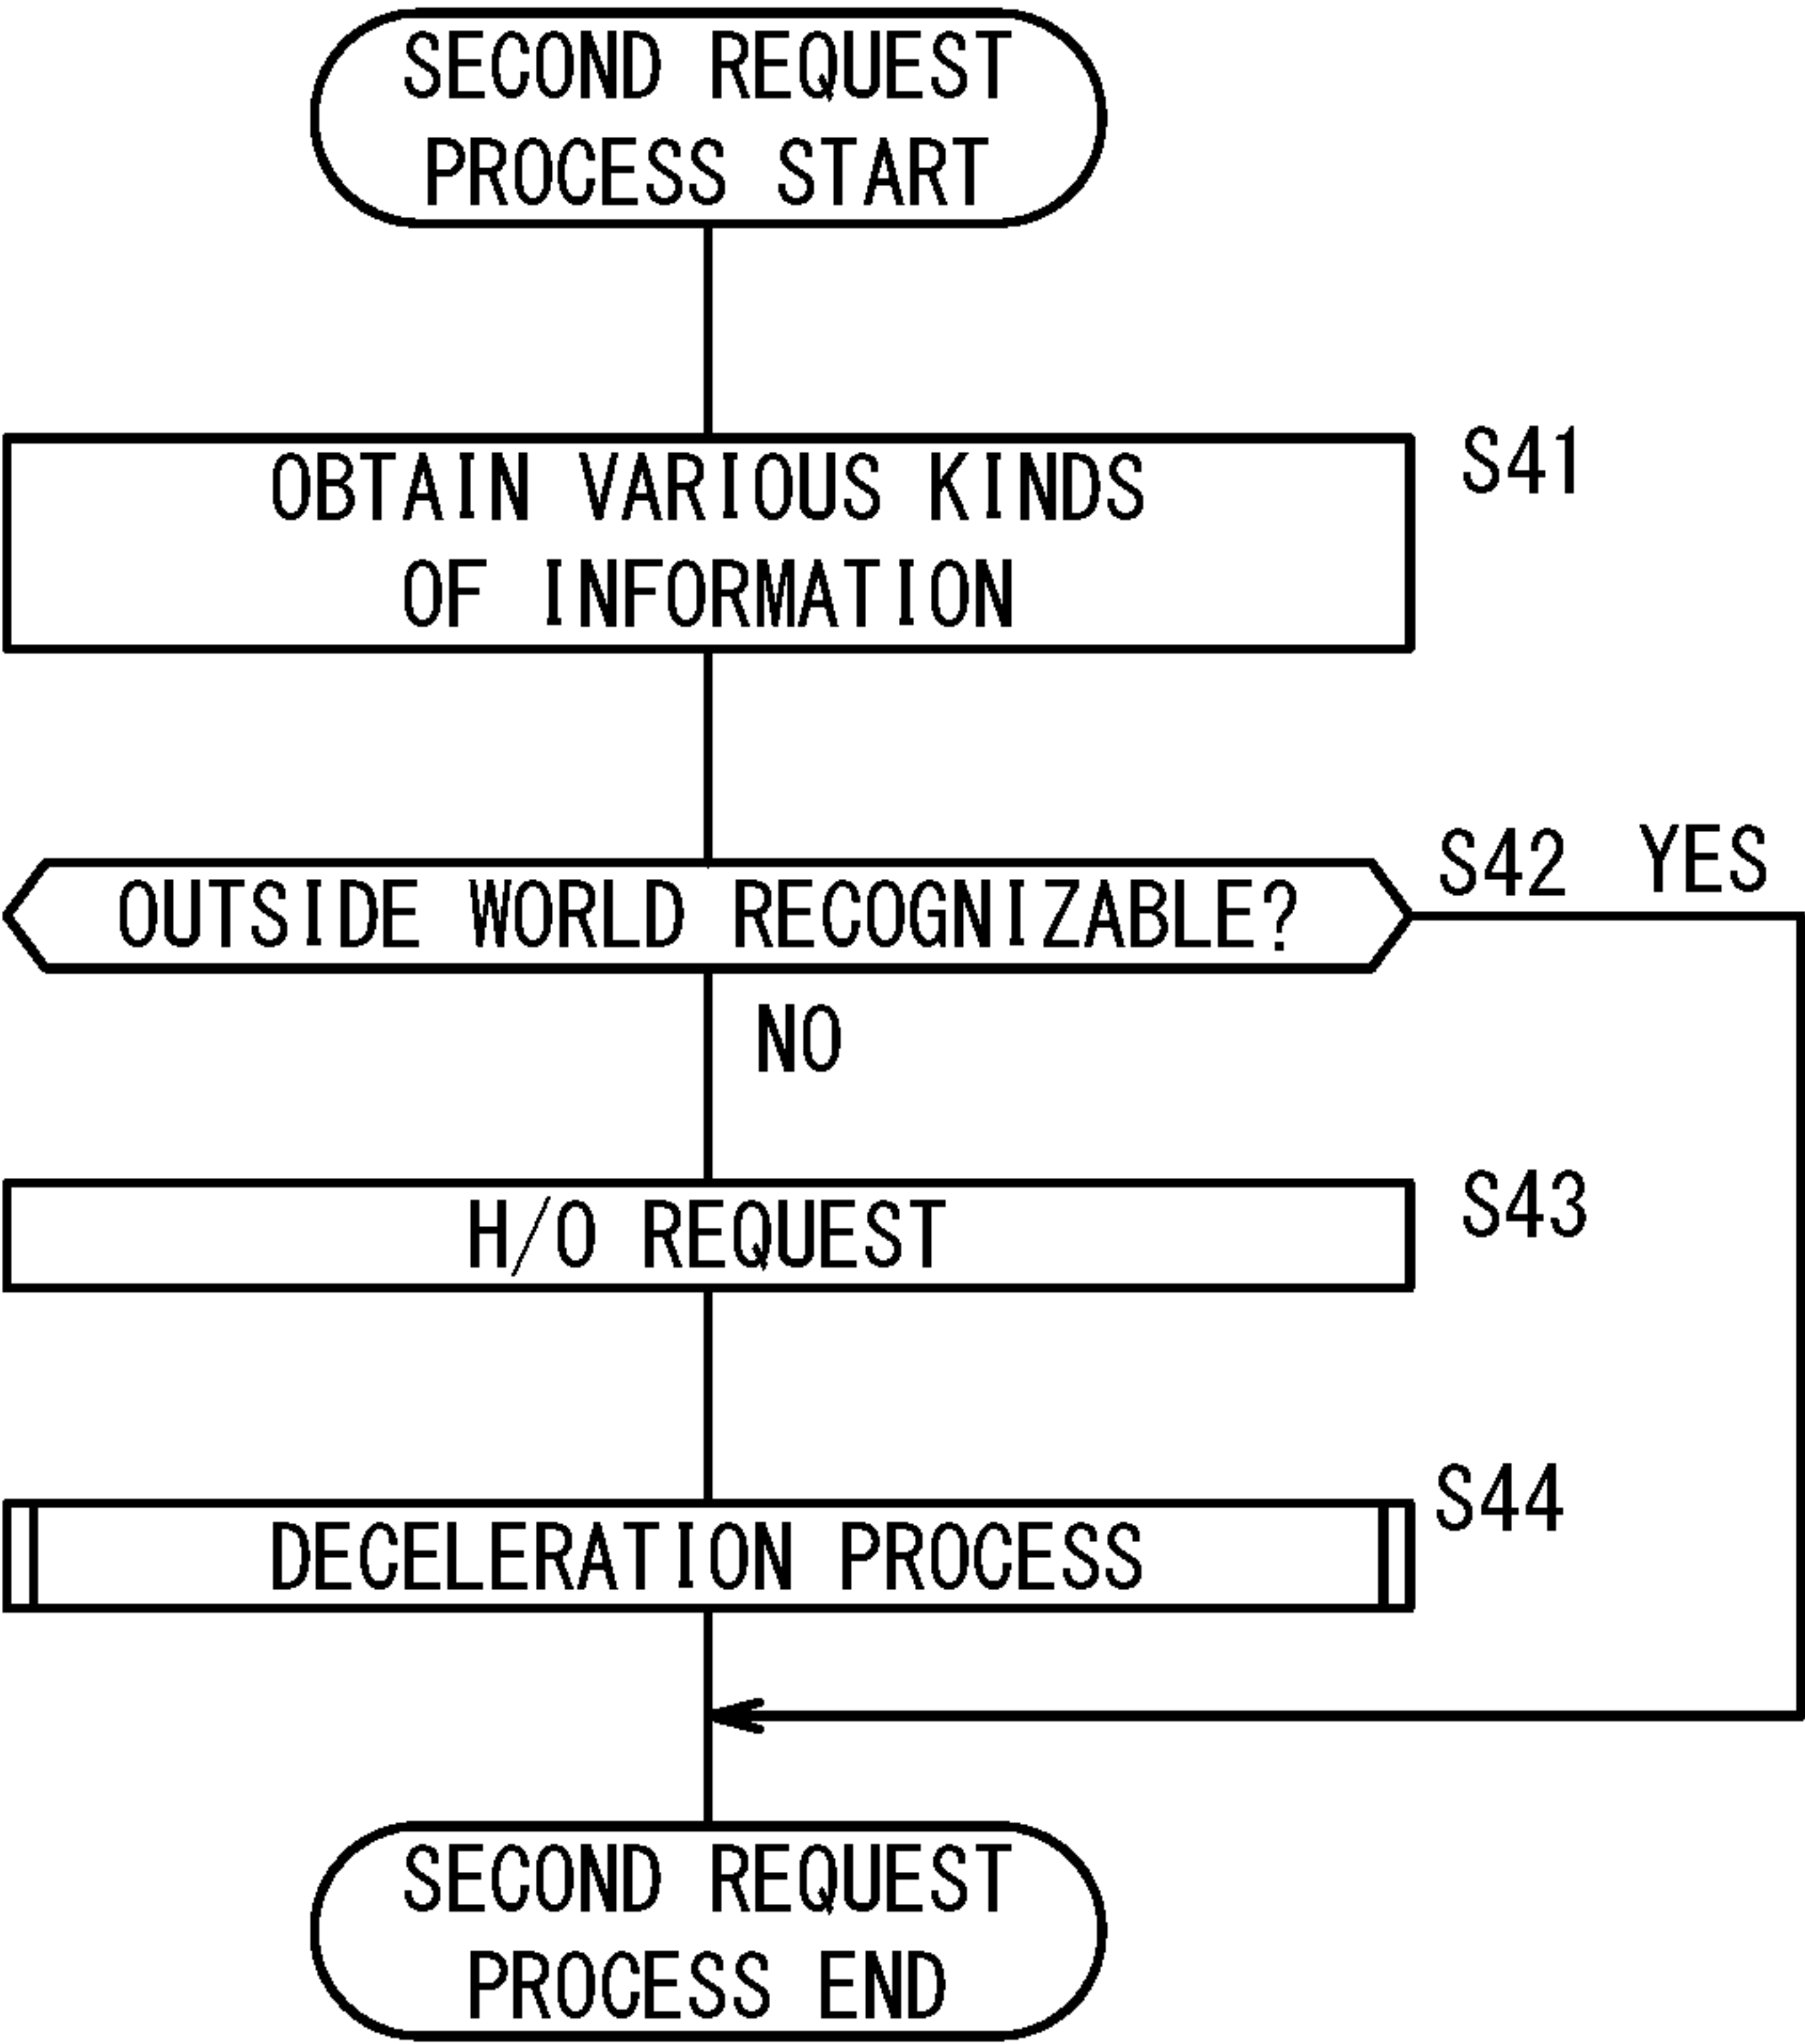 SECOND REQUEST
PROCESS START
OBTAIN VARIOUS KINDS
OF INFORMATION
S41
OUTSIDE WORLD RECOGNIZABLE?
S42
YES
NO
H/O REQUEST
S43
DECELERATION PROCESS
S44
SECOND REQUEST
PROCESS END